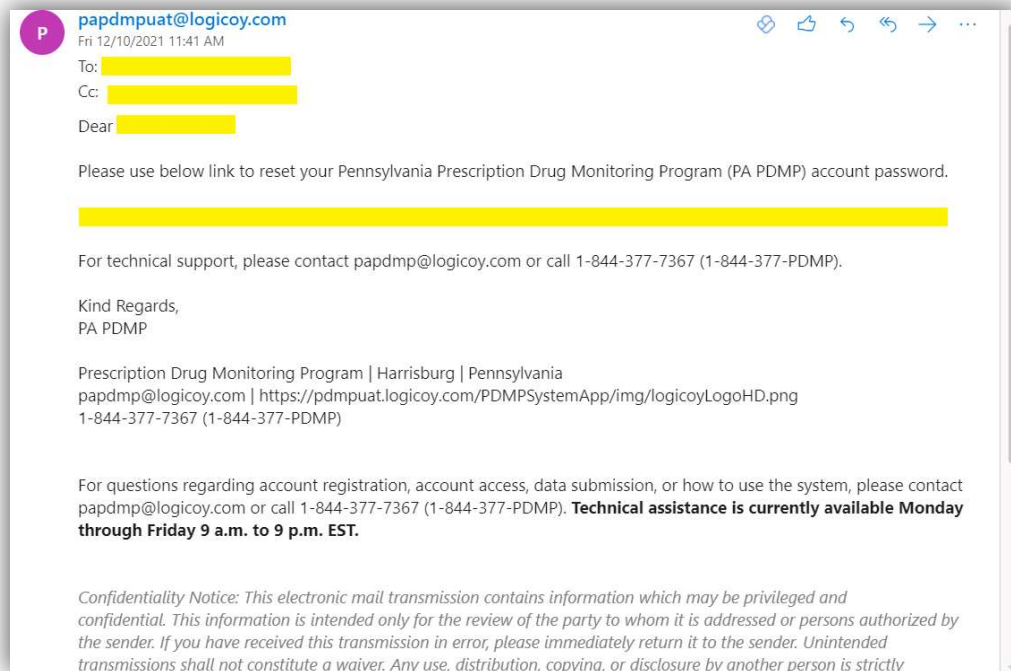 P
papdmpuat@logicoy.com
Fri 12/10/2021 11:41 AM
To:
Cc:
Dear
Please use below link to reset your Pennsylvania Prescription Drug Monitoring Program (PA PDMP) account password.
For technical support, please contact papdmp@logicoy.com or call 1-844-377-7367 (1-844-377-PDMP).
Kind Regards,
PA PDMP
Prescription Drug Monitoring Program | Harrisburg | Pennsylvania
papdmp@logicoy.com | https://pdmpuat.logicoy.com/PDMPSystemApp/img/logicoyLogoHD.png
1-844-377-7367 (1-844-377-PDMP)
For questions regarding account registration, account access, data submission, or how to use the system, please contact
papdmp@logicoy.com or call 1-844-377-7367 (1-844-377-PDMP). Technical assistance is currently available Monday
through Friday 9 a.m. to 9 p.m. EST.
Confidentiality Notice: This electronic mail transmission contains information which may be privileged and
confidential. This information is intended only for the review of the party to whom it is addressed or persons authorized by
the sender. If you have received this transmission in error, please immediately return it to the sender. Unintended
transmissions shall not constitute a waiver. Any use, distribution, copying, or disclosure by another person is strictly